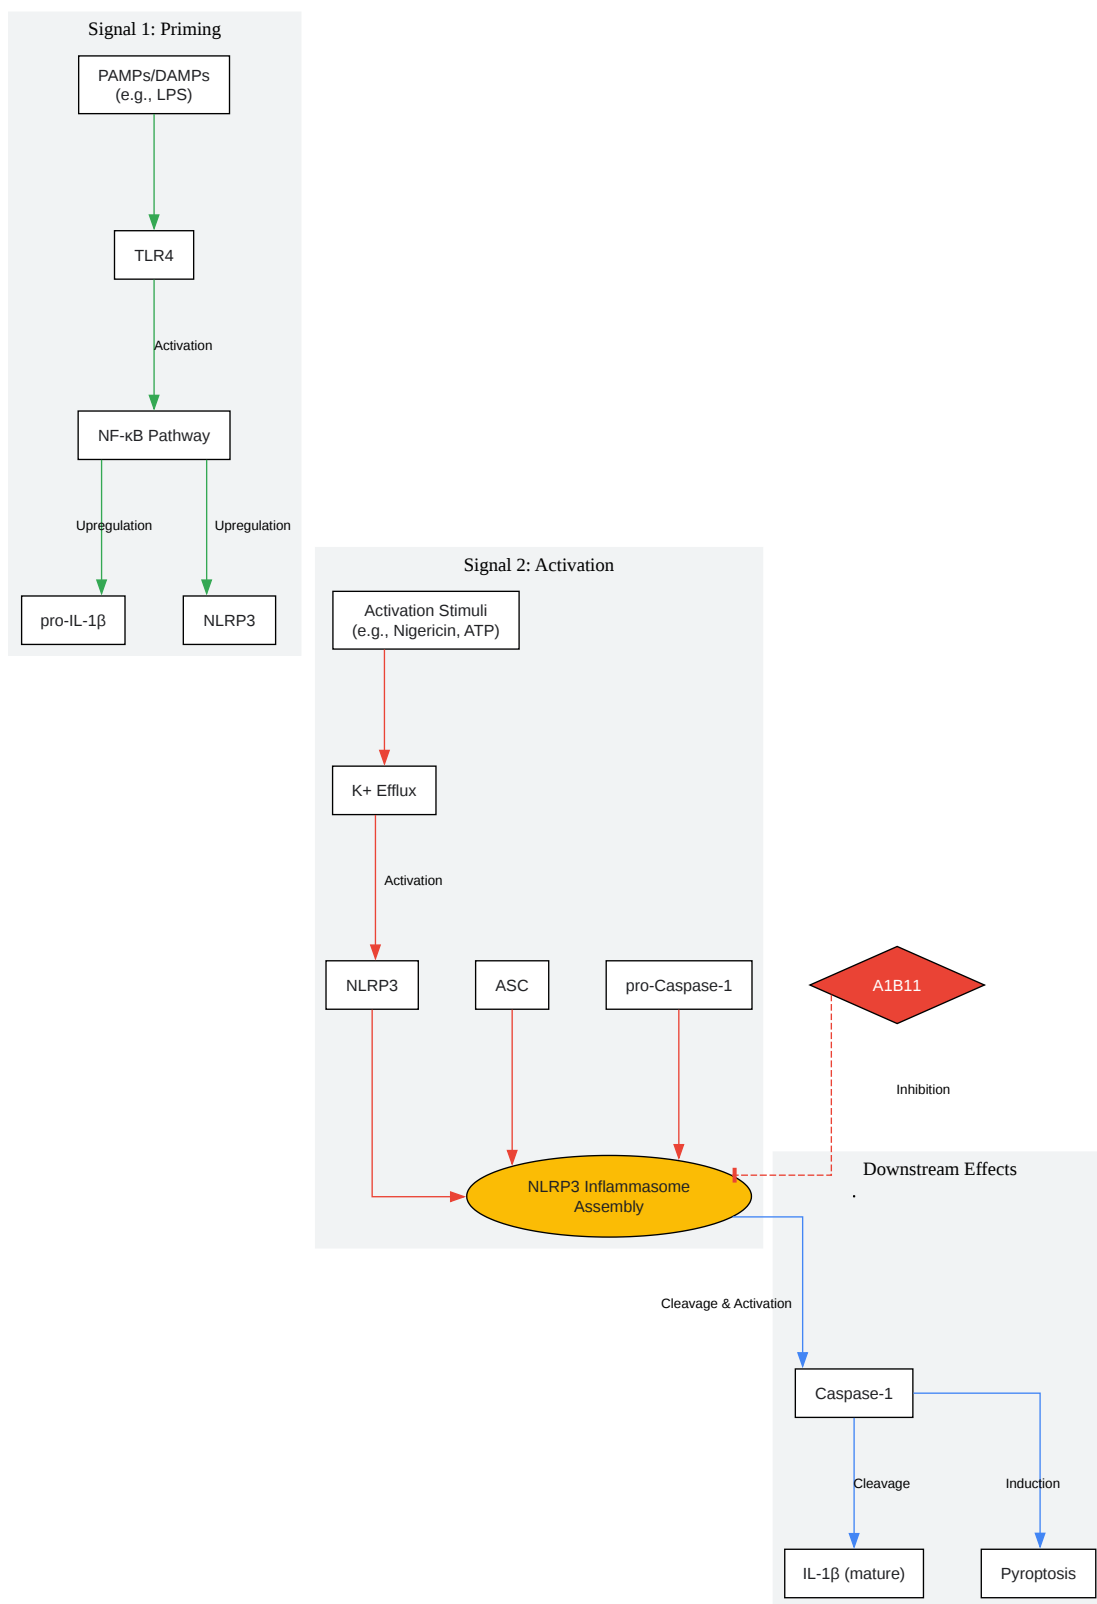 Signal 1: Priming
PAMPs/DAMPs
(e.g., LPS)
TLR4
Activation
NF-κB Pathway
Upregulation
Upregulation
pro-IL-1β
NLRP3
Signal 2: Activation
Activation Stimuli
(e.g., Nigericin, ATP)
K+ Efflux
Activation
NLRP3
ASC
pro-Caspase-1
A1B11
Inhibition
NLRP3 Inflammasome
Assembly
Downstream Effects
.
Cleavage & Activation
Caspase-1
Cleavage
Induction
IL-1β (mature)
Pyroptosis